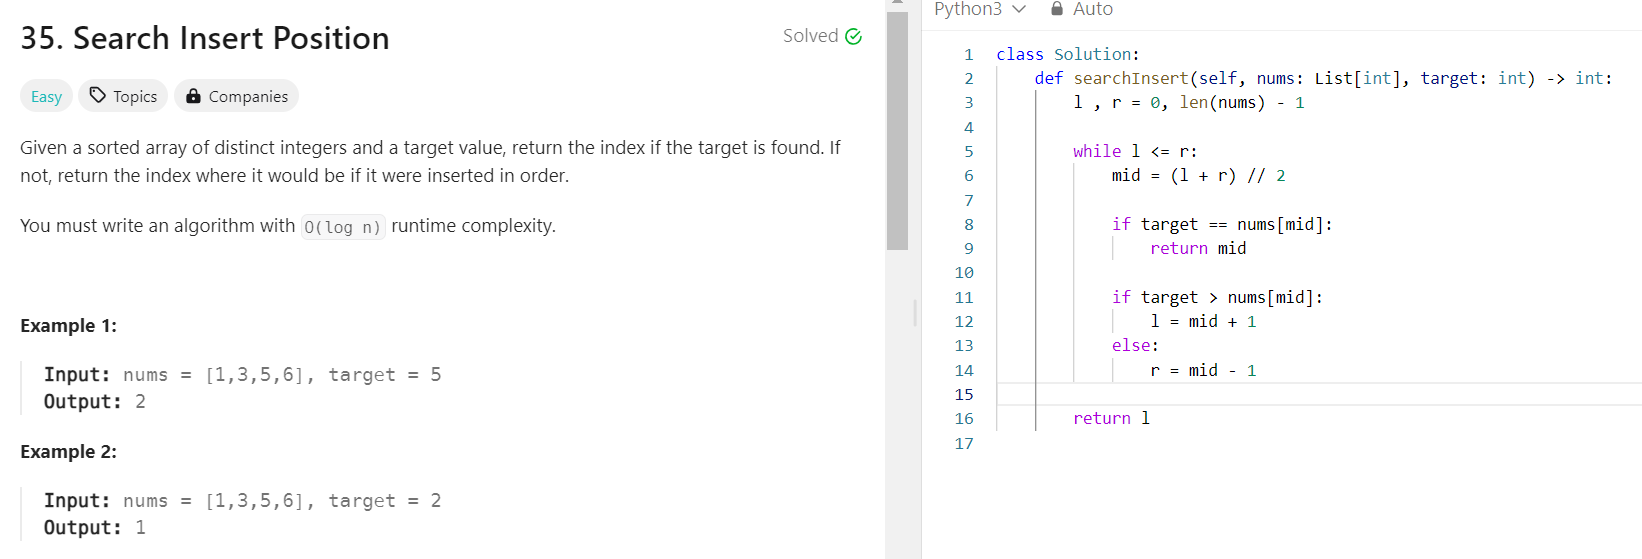 35. Search Insert Position
Solved
Easy
Topics
Companies
Given a sorted array of distinct integers and a target value, return the index if the target is found. If
not, return the index where it would be if it were inserted in order.
You must write an algorithm with O(log n) runtime complexity.
Example 1:
Input: nums = [1,3,5,6], target = 5
Output: 2
Example 2:
Input: nums = [1,3,5,6], target = 2
Output: 1
Python3
Auto
1 class Solution:
2     def searchInsert(self, nums: List[int], target: int) -> int:
3         l , r = 0, len(nums) - 1
4
5         while l <= r:
6             mid = (l + r) // 2
7
8             if target == nums[mid]:
9                 return mid
10
11             if target > nums[mid]:
12                 l = mid + 1
13             else:
14                 r = mid - 1
15
16         return l
17